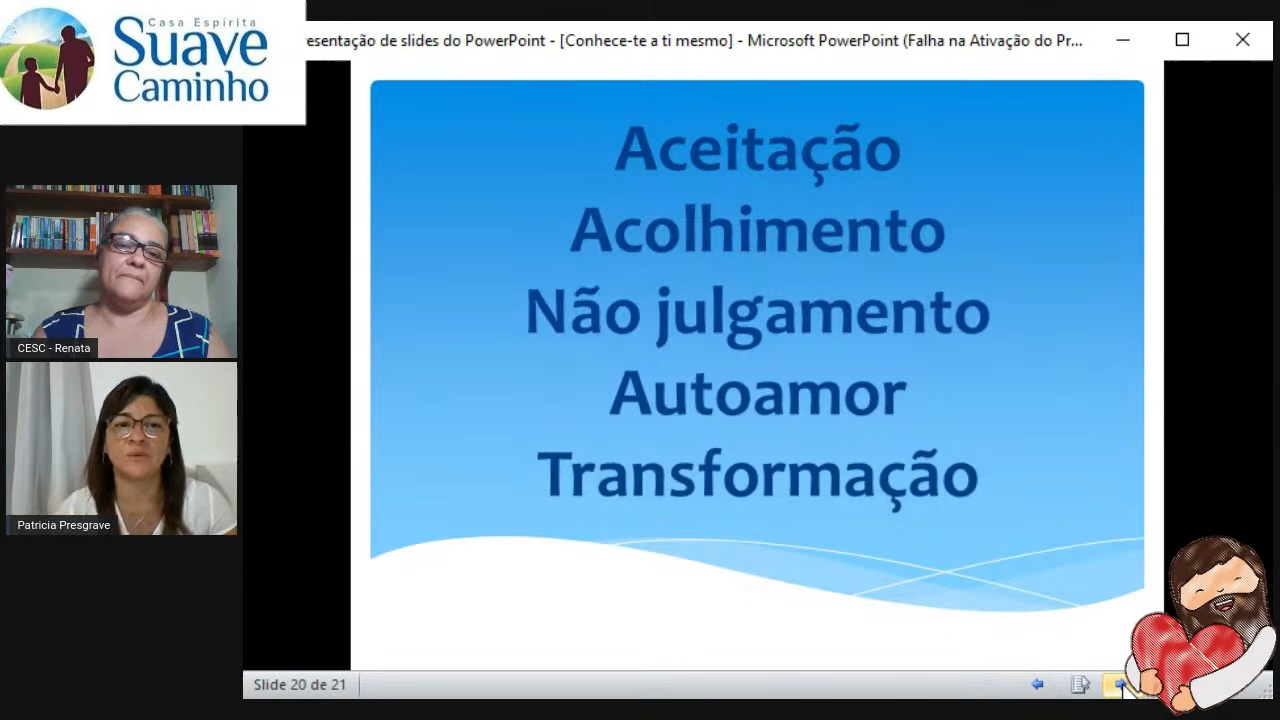 Casa Espírita
Suave
Caminho
resentação de slides do PowerPoint - [Conhece-te a ti mesmo] - Microsoft PowerPoint (Falha na Ativação do Pr...
Aceitação
Acolhimento
Não julgamento
Autoamor
Transformação
CESC - Renata
Patricia Presgrave
Slide 20 de 21